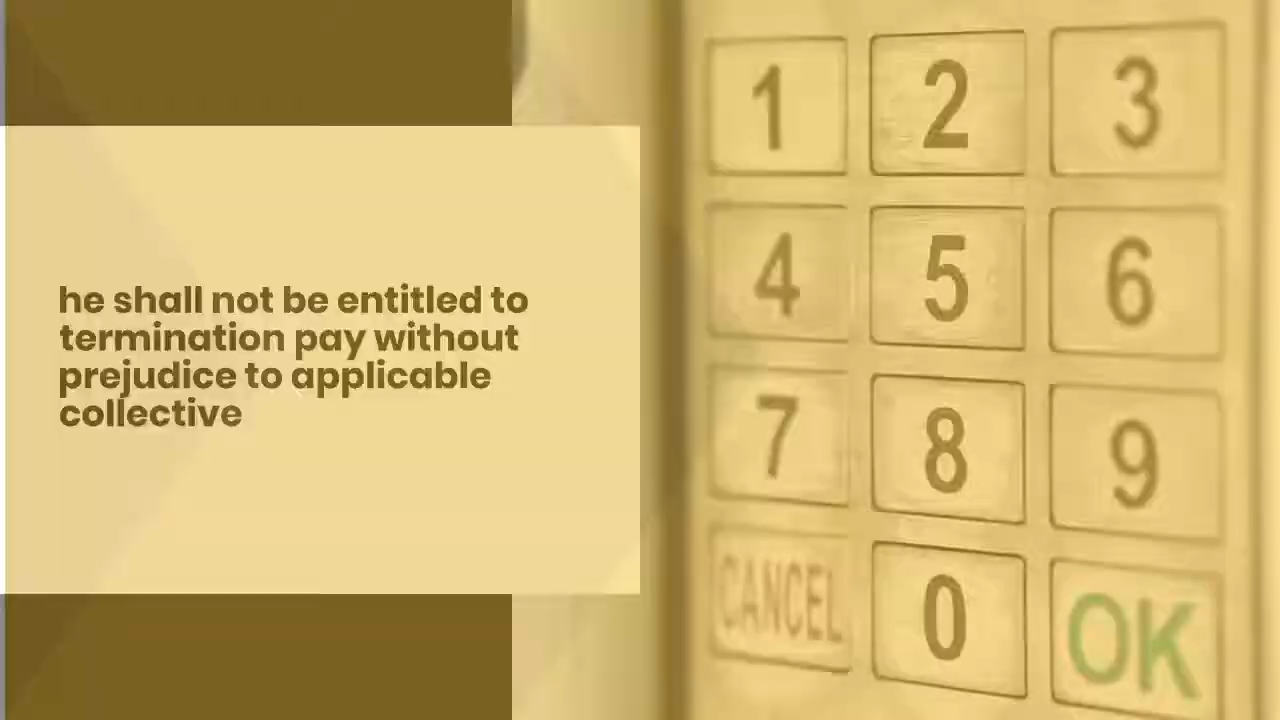 he shall not be entitled to
termination pay without
prejudice to applicable
collective
1 2 3
4 5 6
7 8 9
CANCEL 0 OK